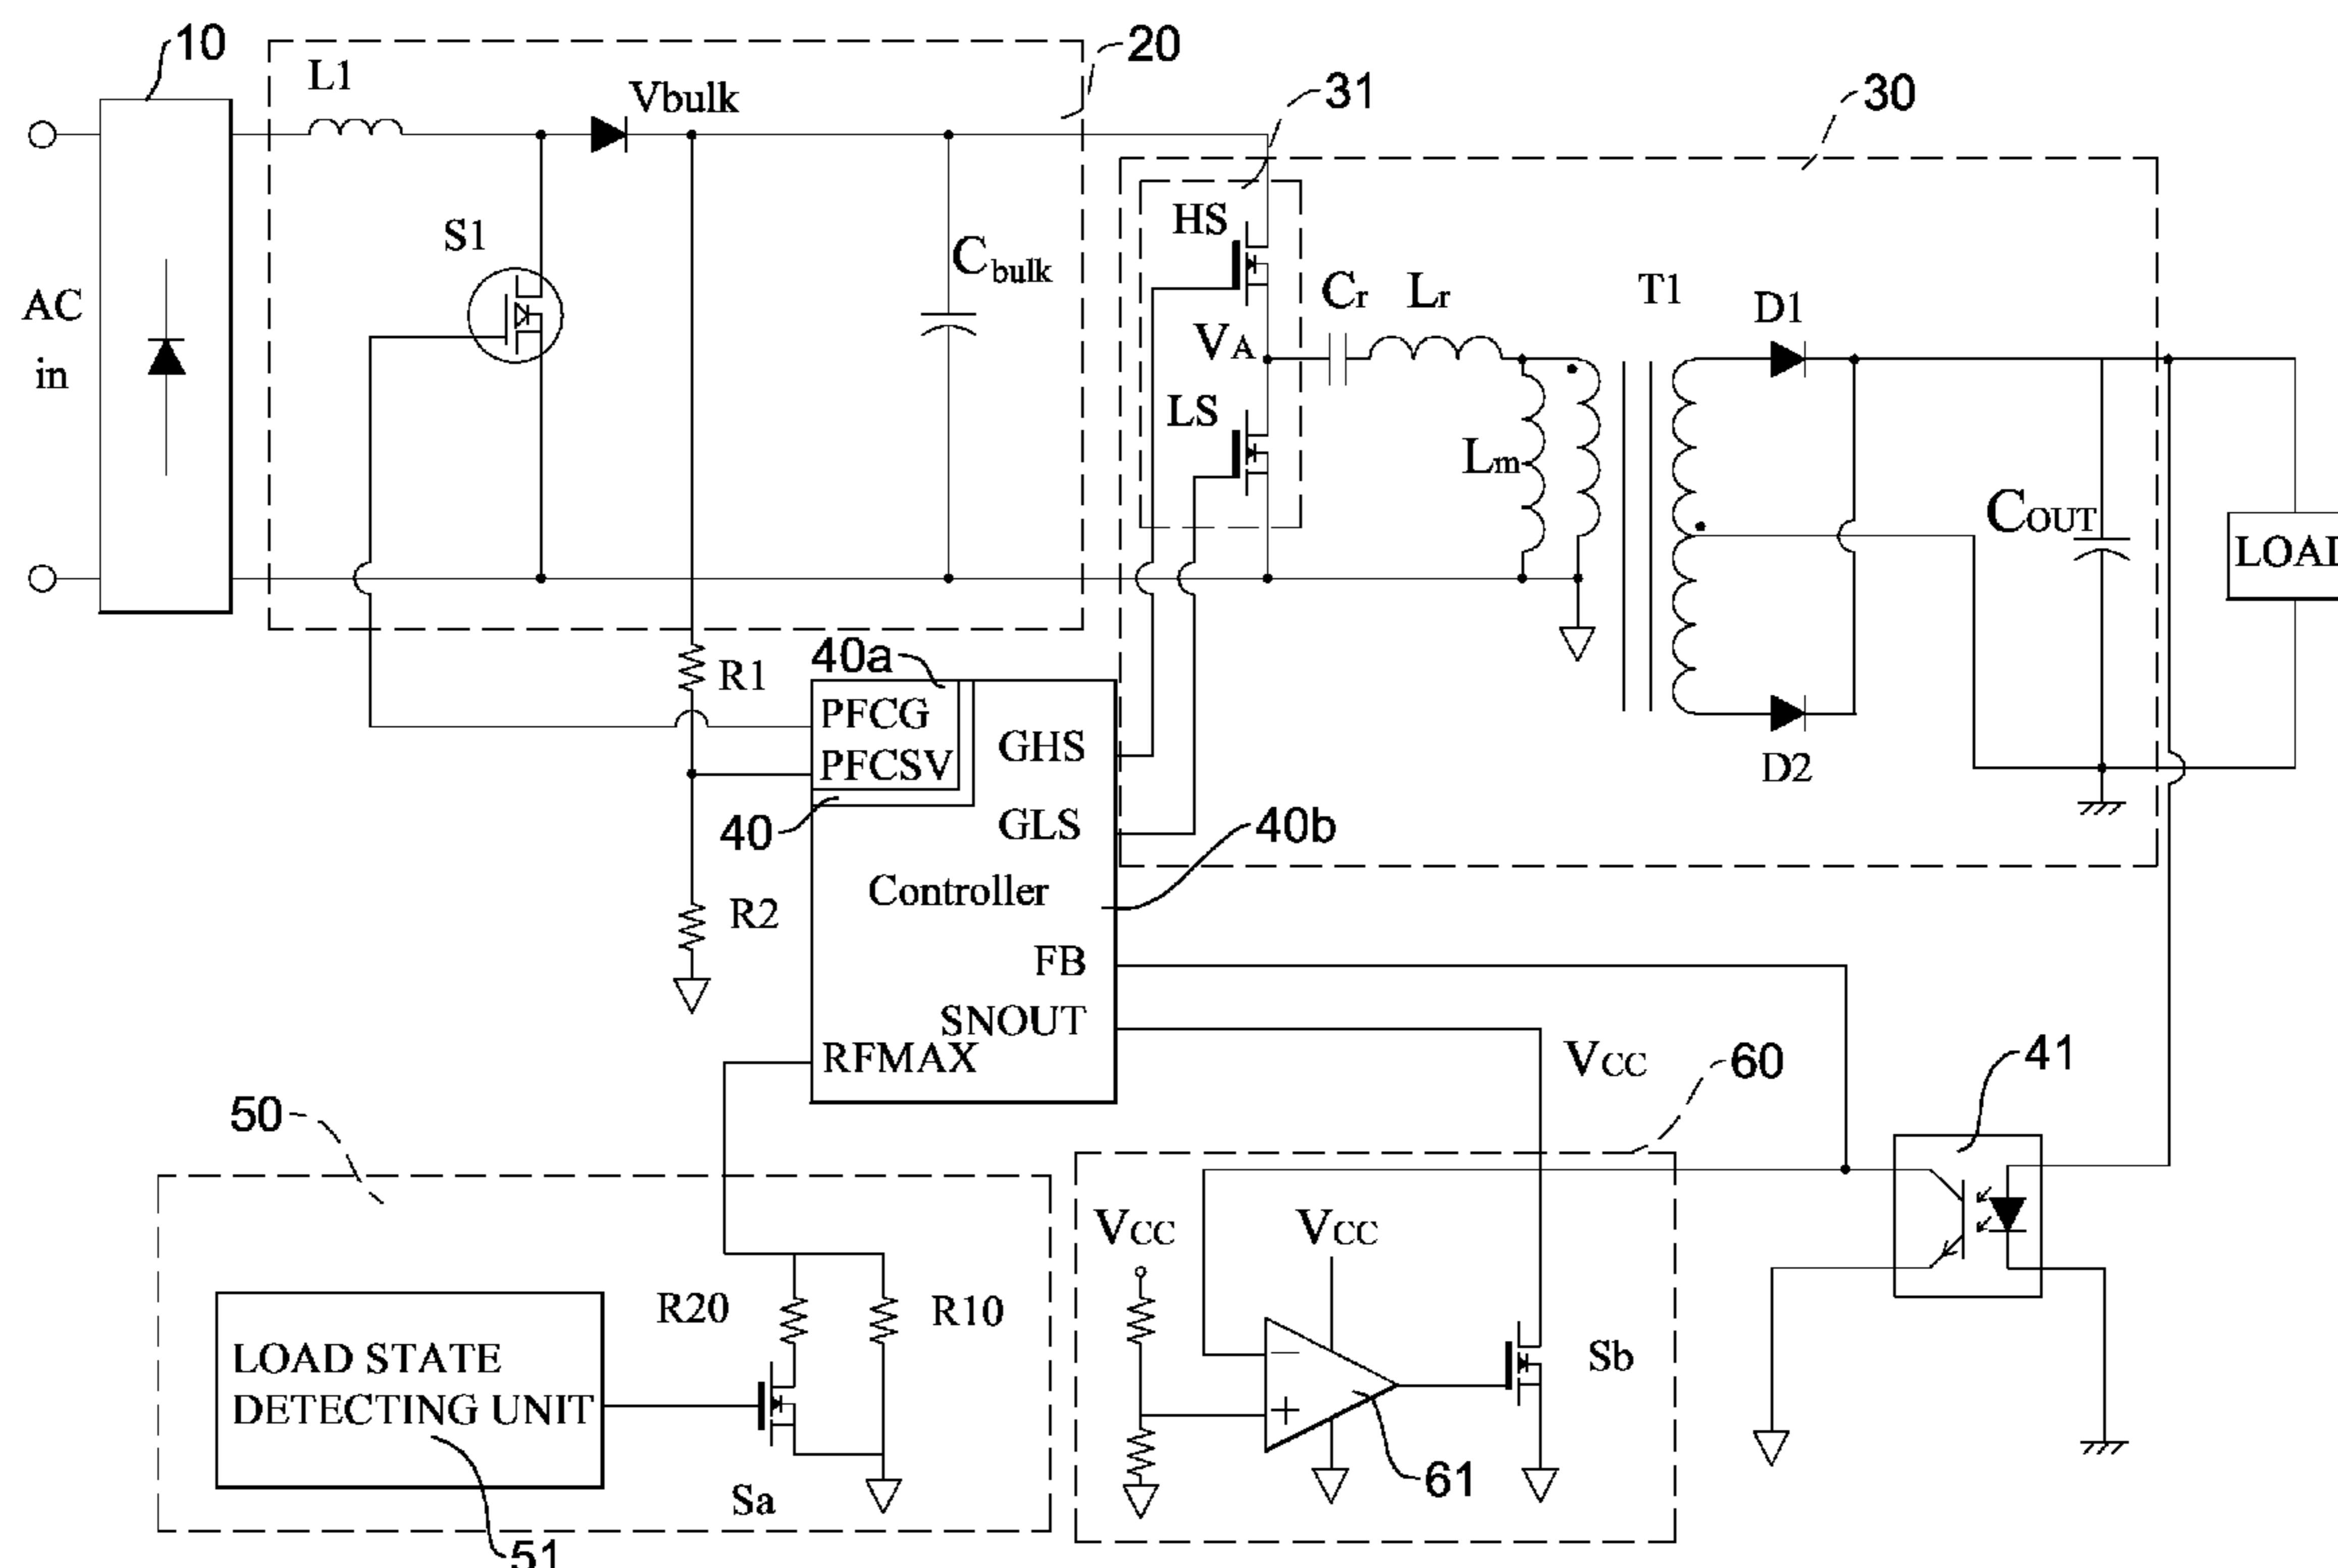 10
20
L1
Vbulk
31
30
S1
HS
Cbulk
AC
in
Cr
Lr
T1
D1
VA
LS
Lm
COUT
LOAD
40a
R1
PFCG
PFCSV
GHS
D2
40
GLS
40b
Controller
R2
FB
SNOUT
RFMAX
VCC
60
41
50
VCC
VCC
R20
R10
LOAD STATE
DETECTING UNIT
Sb
Sa
61
51